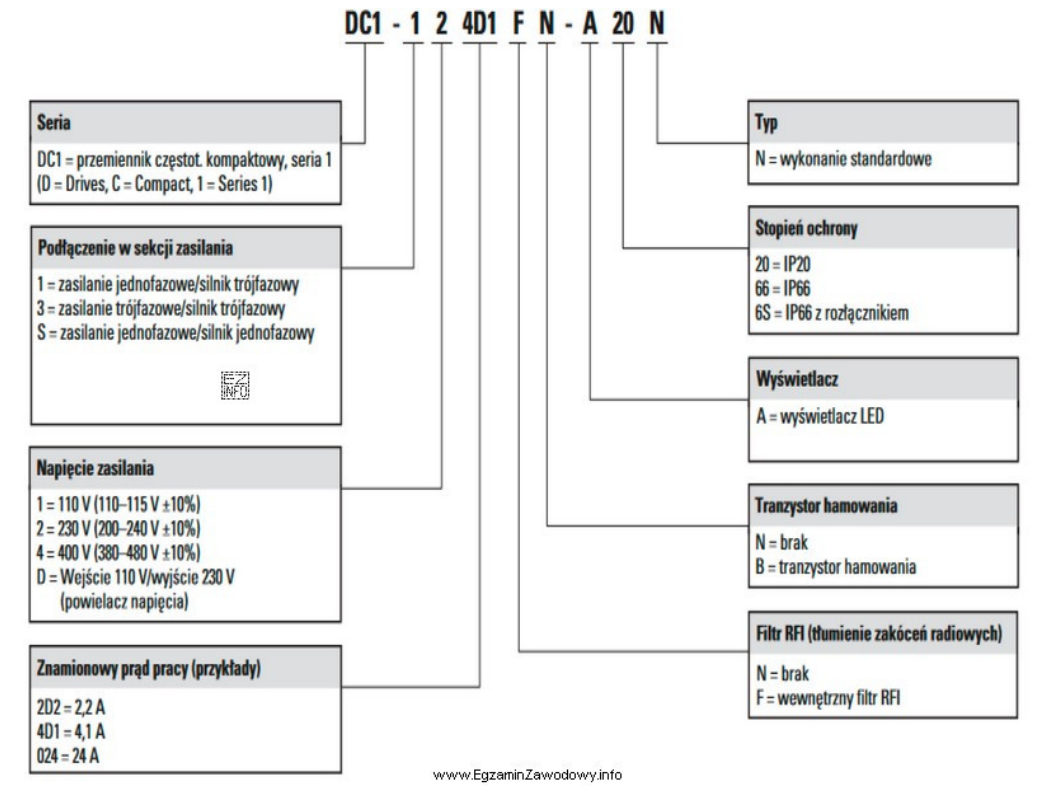 DC1 - 1 2 4D1 F N - A 20 N
Seria
DC1 = przemiennik częstot. kompaktowy, seria 1
(D = Drives, C = Compact, 1 = Series 1)
Podłączenie w sekcji zasilania
1 = zasilanie jednofazowe/silnik trójfazowy
3 = zasilanie trójfazowe/silnik trójfazowy
S = zasilanie jednofazowe/silnik jednofazowy
EZ
INFO
Napięcie zasilania
1 = 110 V (110–115 V ±10%)
2 = 230 V (200–240 V ±10%)
4 = 400 V (380–480 V ±10%)
D = Wejście 110 V/wyjście 230 V
(powielacz napięcia)
Znamionowy prąd pracy (przykłady)
2D2 = 2,2 A
4D1 = 4,1 A
024 = 24 A
Typ
N = wykonanie standardowe
Stopień ochrony
20 = IP20
66 = IP66
6S = IP66 z rozłącznikiem
Wyświetlacz
A = wyświetlacz LED
Tranzystor hamowania
N = brak
B = tranzystor hamowania
Filtr RFI (tłumienie zakóceń radiowych)
N = brak
F = wewnętrzny filtr RFI
www.EgzaminZawodowy.info